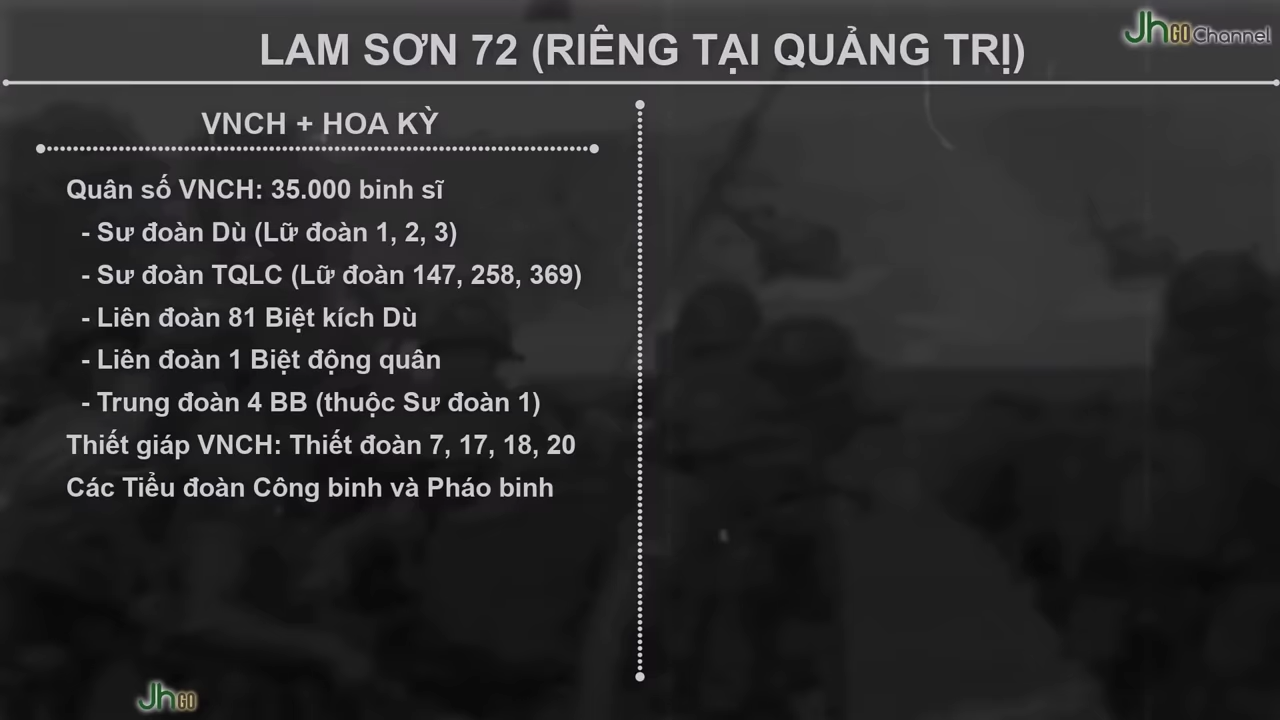 LAM SƠN 72 (RIÊNG TẠI QUẢNG TRỊ)
JhGO Channel
VNCH + HOA KỲ
Quân số VNCH: 35.000 binh sĩ
- Sư đoàn Dù (Lữ đoàn 1, 2, 3)
- Sư đoàn TQLC (Lữ đoàn 147, 258, 369)
- Liên đoàn 81 Biệt kích Dù
- Liên đoàn 1 Biệt động quân
- Trung đoàn 4 BB (thuộc Sư đoàn 1)
Thiết giáp VNCH: Thiết đoàn 7, 17, 18, 20
Các Tiểu đoàn Công binh và Pháo binh
JhGO